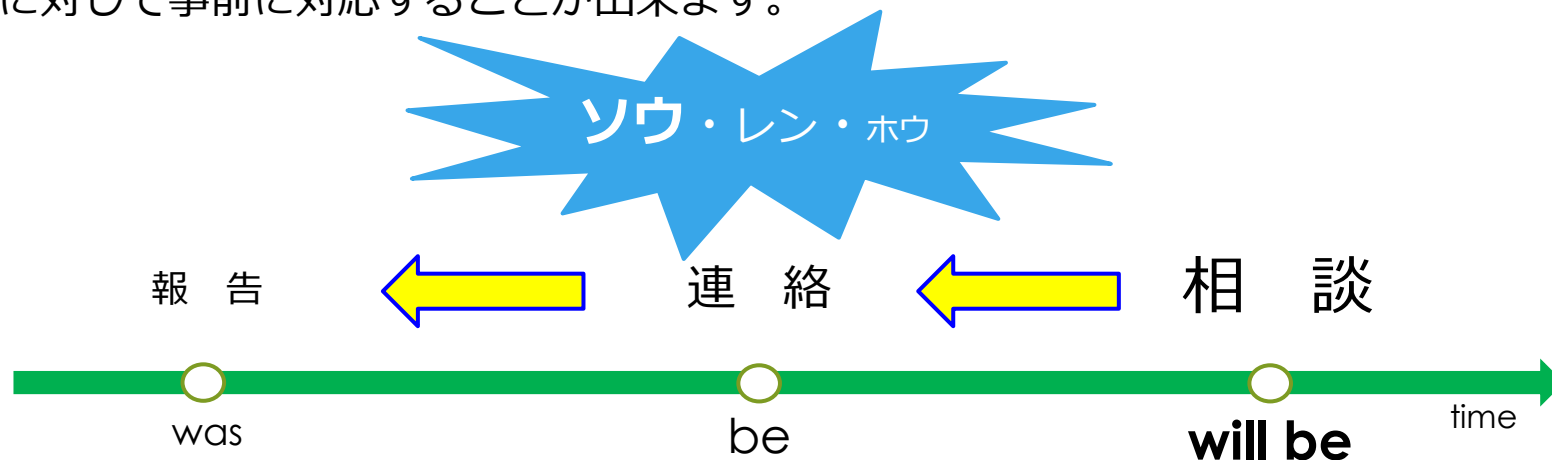 に対して事前に対応することが出来ます。
ソウ・レン・ホウ
報　告
連　絡
相　談
was
be
will be
time